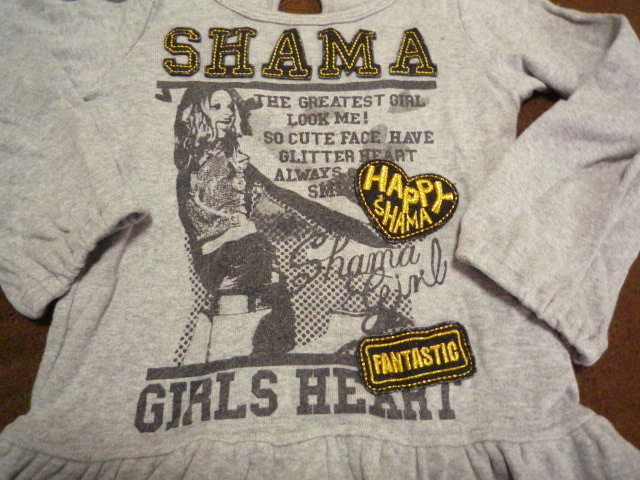 SHAMA
THE GREATEST GIRL
LOOK ME!
SO CUTE FACE HAVE
GLITTER HEART
ALWAYS
HAPPY
SHAMA
Shama
Girl
FANTASTIC
GIRLS HEART